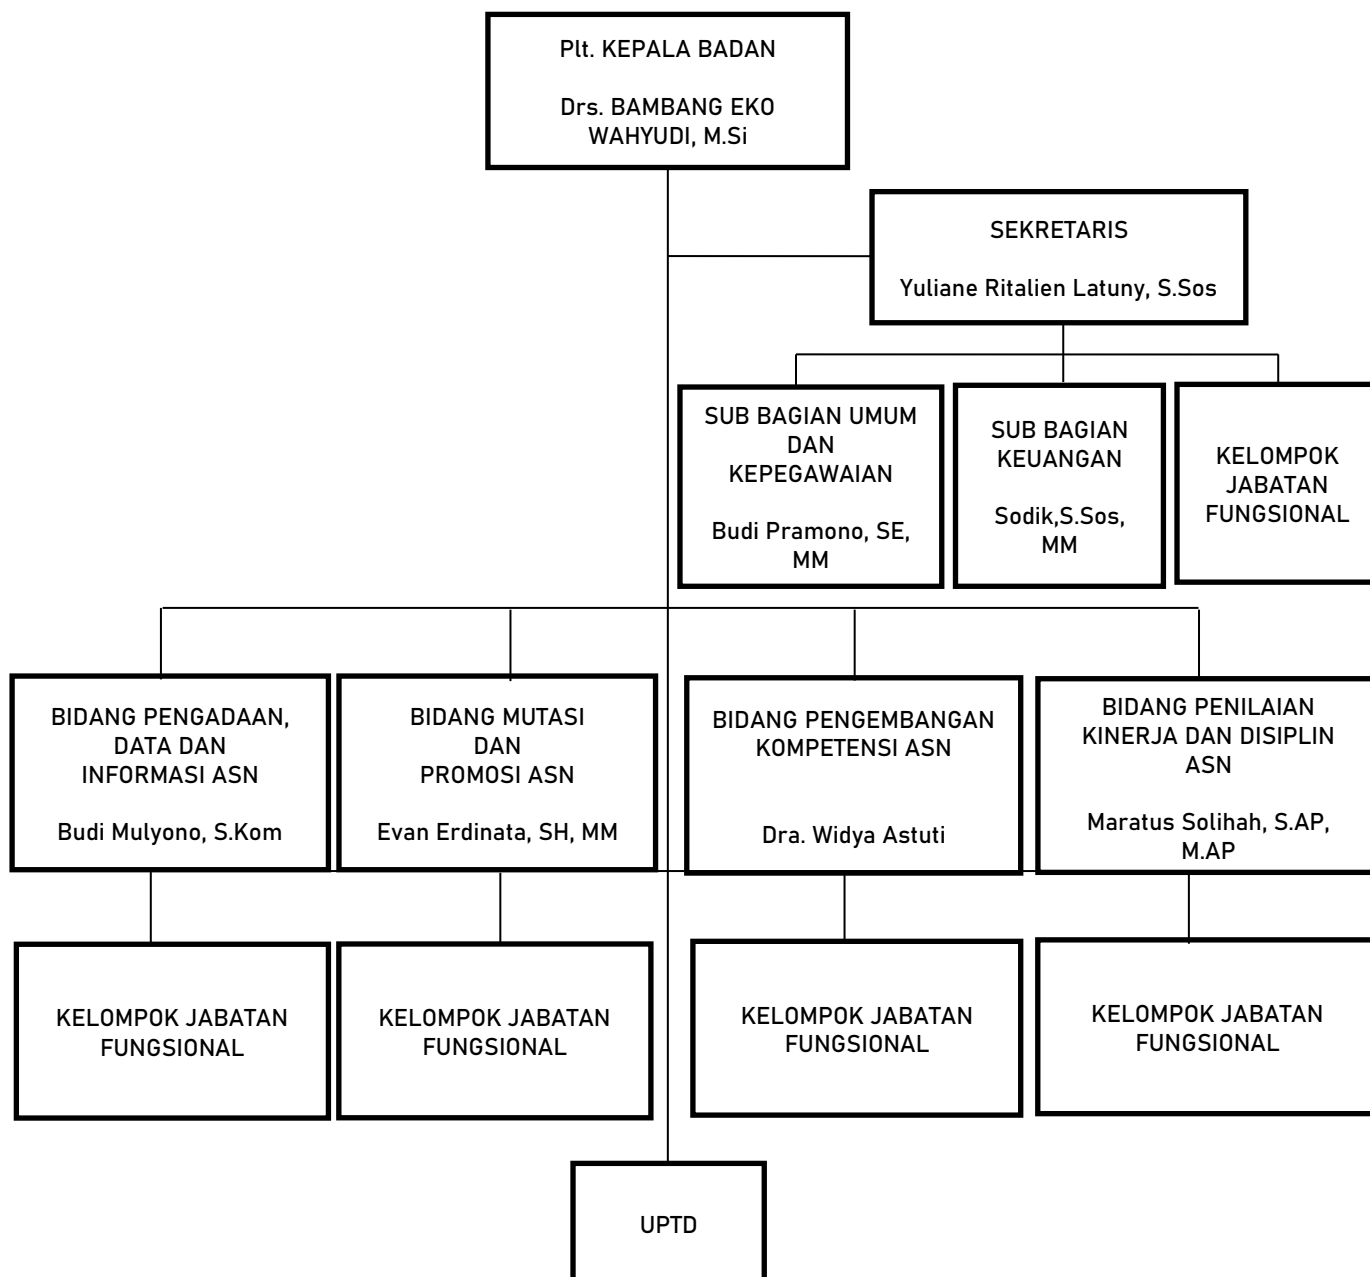 Plt. KEPALA BADAN
Drs. BAMBANG EKO
WAHYUDI, M.Si
SEKRETARIS
Yuliane Ritalien Latuny, S.Sos
SUB BAGIAN UMUM
DAN
KEPEGAWAIAN
Budi Pramono, SE,
MM
SUB BAGIAN
KEUANGAN
Sodik,S.Sos,
MM
KELOMPOK
JABATAN
FUNGSIONAL
BIDANG PENGADAAN,
DATA DAN
INFORMASI ASN
Budi Mulyono, S.Kom
BIDANG MUTASI
DAN
PROMOSI ASN
Evan Erdinata, SH, MM
BIDANG PENGEMBANGAN
KOMPETENSI ASN
Dra. Widya Astuti
BIDANG PENILAIAN
KINERJA DAN DISIPLIN
ASN
Maratus Solihah, S.AP,
M.AP
KELOMPOK JABATAN
FUNGSIONAL
KELOMPOK JABATAN
FUNGSIONAL
KELOMPOK JABATAN
FUNGSIONAL
KELOMPOK JABATAN
FUNGSIONAL
UPTD